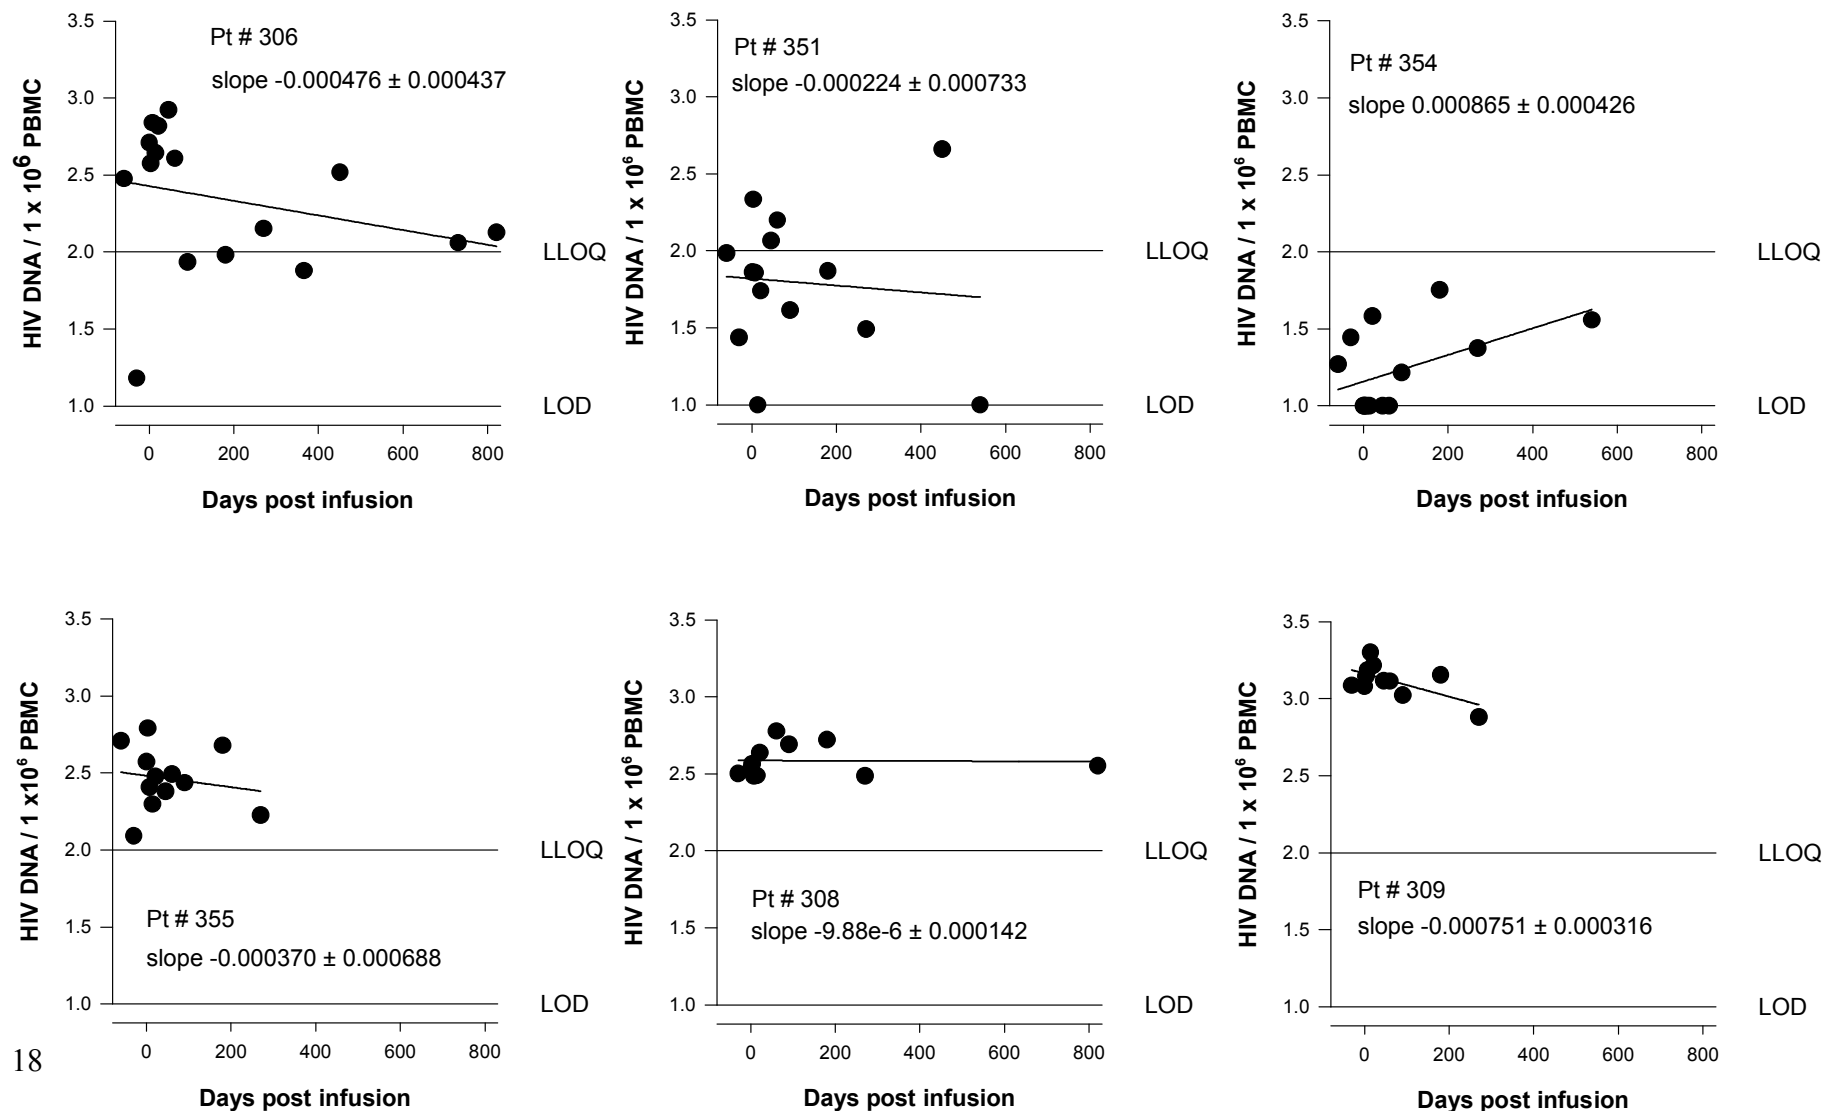 3.5
3.0
2.5
2.0
1.5
1.0
HIV DNA / 1 x 10⁶ PBMC
Pt # 306
slope -0.000476 ± 0.000437
LLOQ
LOD
0 200 400 600 800
Days post infusion
3.5
3.0
2.5
2.0
1.5
1.0
HIV DNA / 1 x 10⁶ PBMC
Pt # 351
slope -0.000224 ± 0.000733
LLOQ
LOD
0 200 400 600 800
Days post infusion
3.5
3.0
2.5
2.0
1.5
1.0
HIV DNA / 1 x 10⁶ PBMC
Pt # 354
slope 0.000865 ± 0.000426
LLOQ
LOD
0 200 400 600 800
Days post infusion
3.5
3.0
2.5
2.0
1.5
1.0
HIV DNA / 1 x10⁶ PBMC
LLOQ
Pt # 355
slope -0.000370 ± 0.000688
LOD
0 200 400 600 800
Days post infusion
3.5
3.0
2.5
2.0
1.5
1.0
HIV DNA / 1 x 10⁶ PBMC
LLOQ
Pt # 308
slope -9.88e-6 ± 0.000142
LOD
0 200 400 600 800
Days post infusion
3.5
3.0
2.5
2.0
1.5
1.0
HIV DNA / 1 x 10⁶ PBMC
LLOQ
Pt # 309
slope -0.000751 ± 0.000316
LOD
0 200 400 600 800
Days post infusion
18